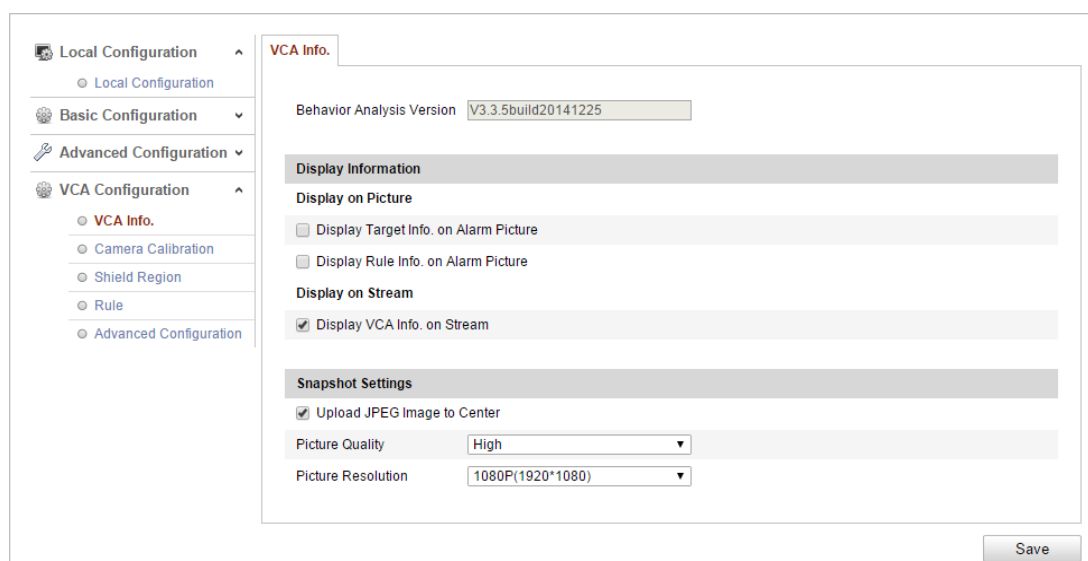 Local Configuration
Local Configuration
Basic Configuration
Advanced Configuration
VCA Configuration
VCA Info.
Camera Calibration
Shield Region
Rule
Advanced Configuration
VCA Info.
Behavior Analysis Version V3.3.5build20141225
Display Information
Display on Picture
Display Target Info. on Alarm Picture
Display Rule Info. on Alarm Picture
Display on Stream
Display VCA Info. on Stream
Snapshot Settings
Upload JPEG Image to Center
Picture Quality High
Picture Resolution 1080P(1920*1080)
Save